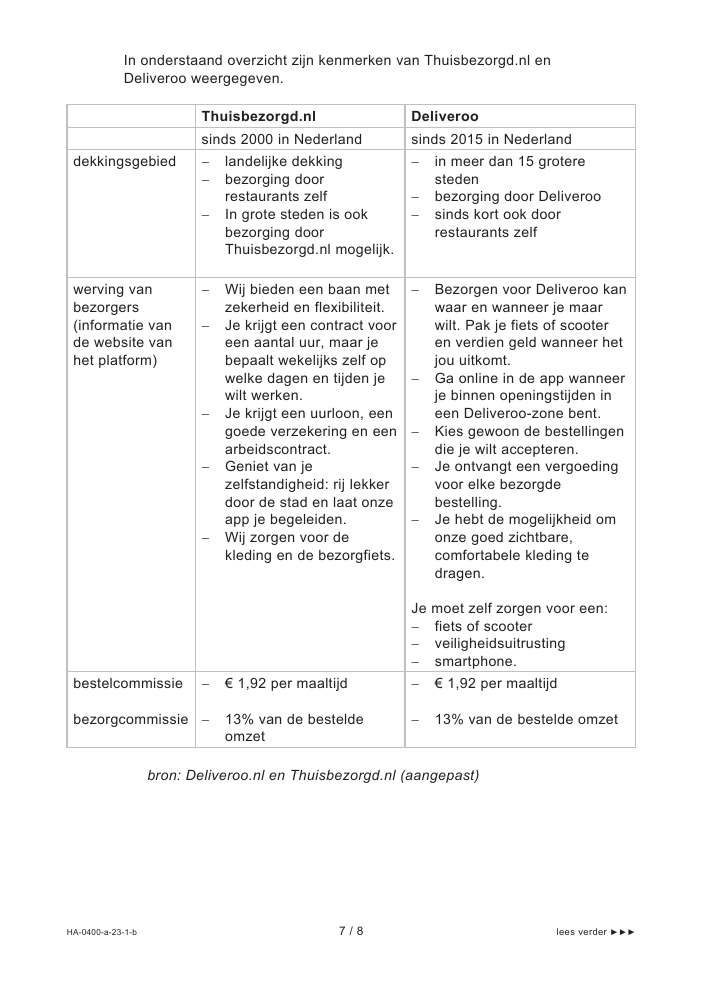 In onderstaand overzicht zijn kenmerken van Thuisbezorgd.nl en
Deliveroo weergegeven.
Thuisbezorgd.nl
Deliveroo
sinds 2000 in Nederland
sinds 2015 in Nederland
dekkingsgebied
– landelijke dekking
– bezorging door
restaurants zelf
– In grote steden is ook
bezorging door
Thuisbezorgd.nl mogelijk.
– in meer dan 15 grotere
steden
– bezorging door Deliveroo
– sinds kort ook door
restaurants zelf
werving van
bezorgers
(informatie van
de website van
het platform)
– Wij bieden een baan met
zekerheid en flexibiliteit.
– Je krijgt een contract voor
een aantal uur, maar je
bepaalt wekelijks zelf op
welke dagen en tijden je
wilt werken.
– Je krijgt een uurloon, een
goede verzekering en een
arbeidscontract.
– Geniet van je
zelfstandigheid: rij lekker
door de stad en laat onze
app je begeleiden.
– Wij zorgen voor de
kleding en de bezorgfiets.
– Bezorgen voor Deliveroo kan
waar en wanneer je maar
wilt. Pak je fiets of scooter
en verdien geld wanneer het
jou uitkomt.
– Ga online in de app wanneer
je binnen openingstijden in
een Deliveroo-zone bent.
– Kies gewoon de bestellingen
die je wilt accepteren.
– Je ontvangt een vergoeding
voor elke bezorgde
bestelling.
– Je hebt de mogelijkheid om
onze goed zichtbare,
comfortabele kleding te
dragen.
Je moet zelf zorgen voor een:
– fiets of scooter
– veiligheidsuitrusting
– smartphone.
bestelcommissie
– € 1,92 per maaltijd
– € 1,92 per maaltijd
bezorgcommissie
– 13% van de bestelde
omzet
– 13% van de bestelde omzet
bron: Deliveroo.nl en Thuisbezorgd.nl (aangepast)
HA-0400-a-23-1-b
7 / 8
lees verder ►►►